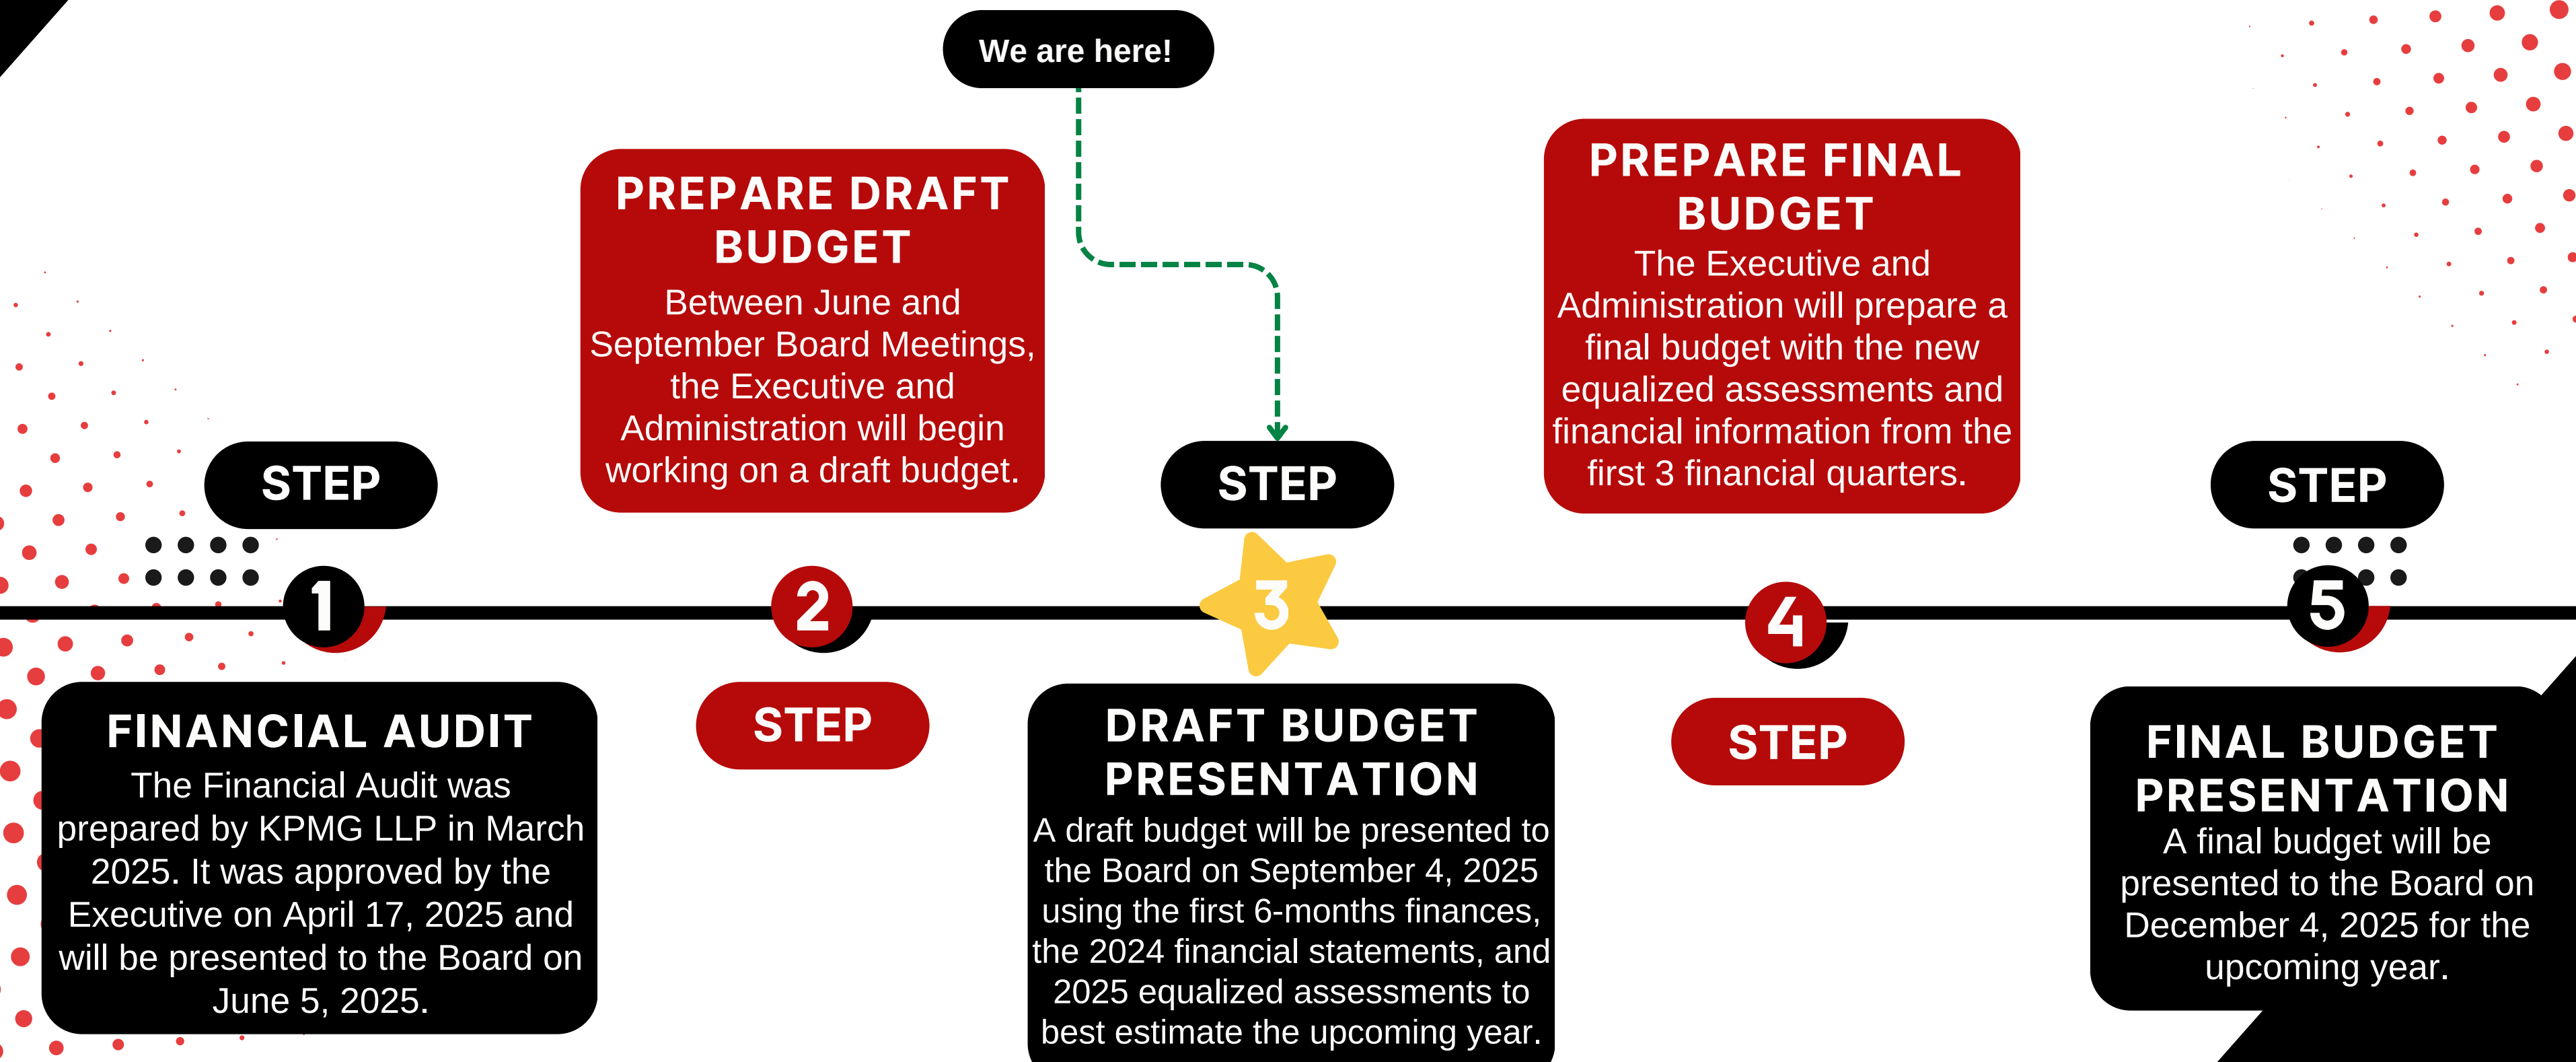 We are here!
STEP
1
FINANCIAL AUDIT
The Financial Audit was
prepared by KPMG LLP in March
2025. It was approved by the
Executive on April 17, 2025 and
will be presented to the Board on
June 5, 2025.
PREPARE DRAFT
BUDGET
Between June and
September Board Meetings,
the Executive and
Administration will begin
working on a draft budget.
2
STEP
STEP
3
DRAFT BUDGET
PRESENTATION
A draft budget will be presented to
the Board on September 4, 2025
using the first 6-months finances,
the 2024 financial statements, and
2025 equalized assessments to
best estimate the upcoming year.
PREPARE FINAL
BUDGET
The Executive and
Administration will prepare a
final budget with the new
equalized assessments and
financial information from the
first 3 financial quarters.
4
STEP
STEP
5
FINAL BUDGET
PRESENTATION
A final budget will be
presented to the Board on
December 4, 2025 for the
upcoming year.